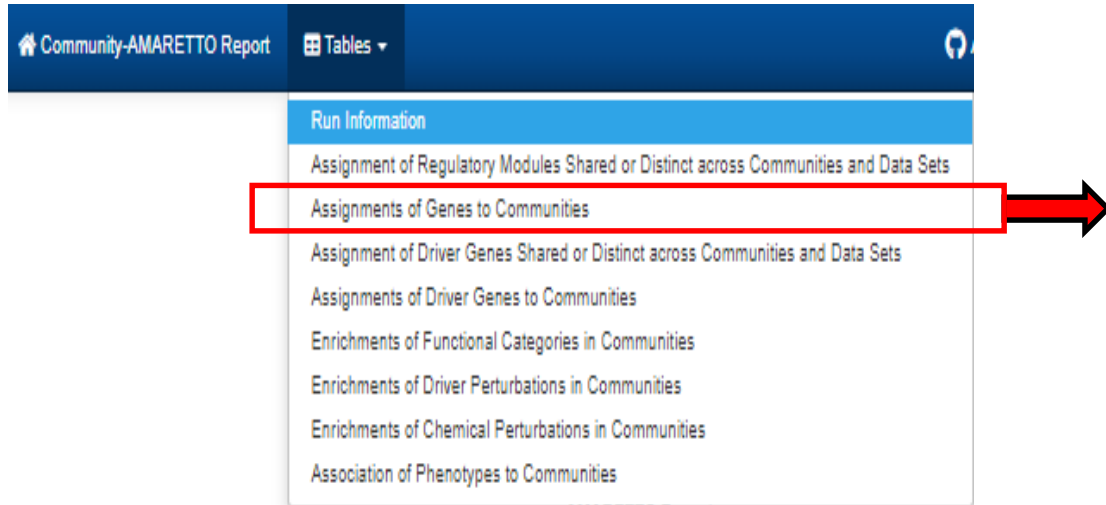 Community-AMARETTO Report
Tables
Run Information
Assignment of Regulatory Modules Shared or Distinct across Communities and Data Sets
Assignments of Genes to Communities
Assignment of Driver Genes Shared or Distinct across Communities and Data Sets
Assignments of Driver Genes to Communities
Enrichments of Functional Categories in Communities
Enrichments of Driver Perturbations in Communities
Enrichments of Chemical Perturbations in Communities
Association of Phenotypes to Communities